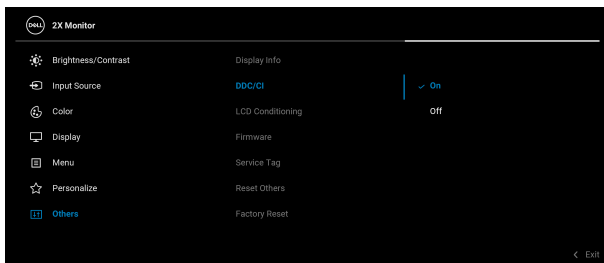 DELL 2X Monitor
Brightness/Contrast Display Info
Input Source DDC/CI On
Color LCD Conditioning Off
Display Firmware
Menu Service Tag
Personalize Reset Others
Others Factory Reset
Exit